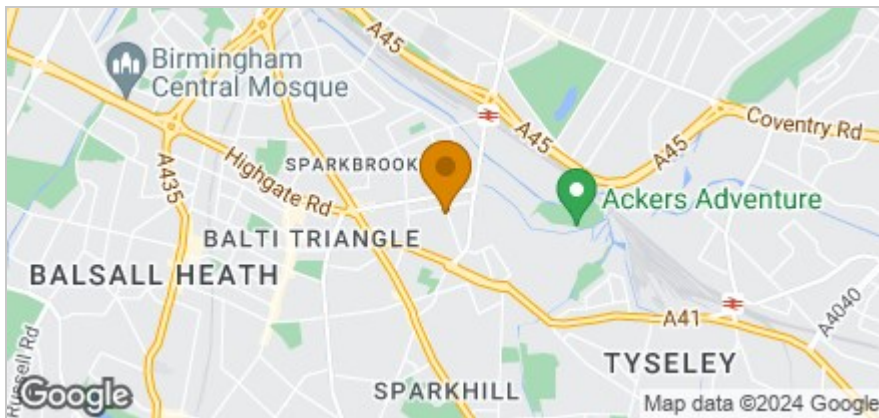 Birmingham
Central Mosque
A45
A45
A45
Coventry Rd
A435
Highgate Rd
SPARKBROOK
Ackers Adventure
BALTI TRIANGLE
BALSALL HEATH
A41
A4040
Russell Rd
TYSELEY
SPARKHILL
Google
Map data ©2024 Google